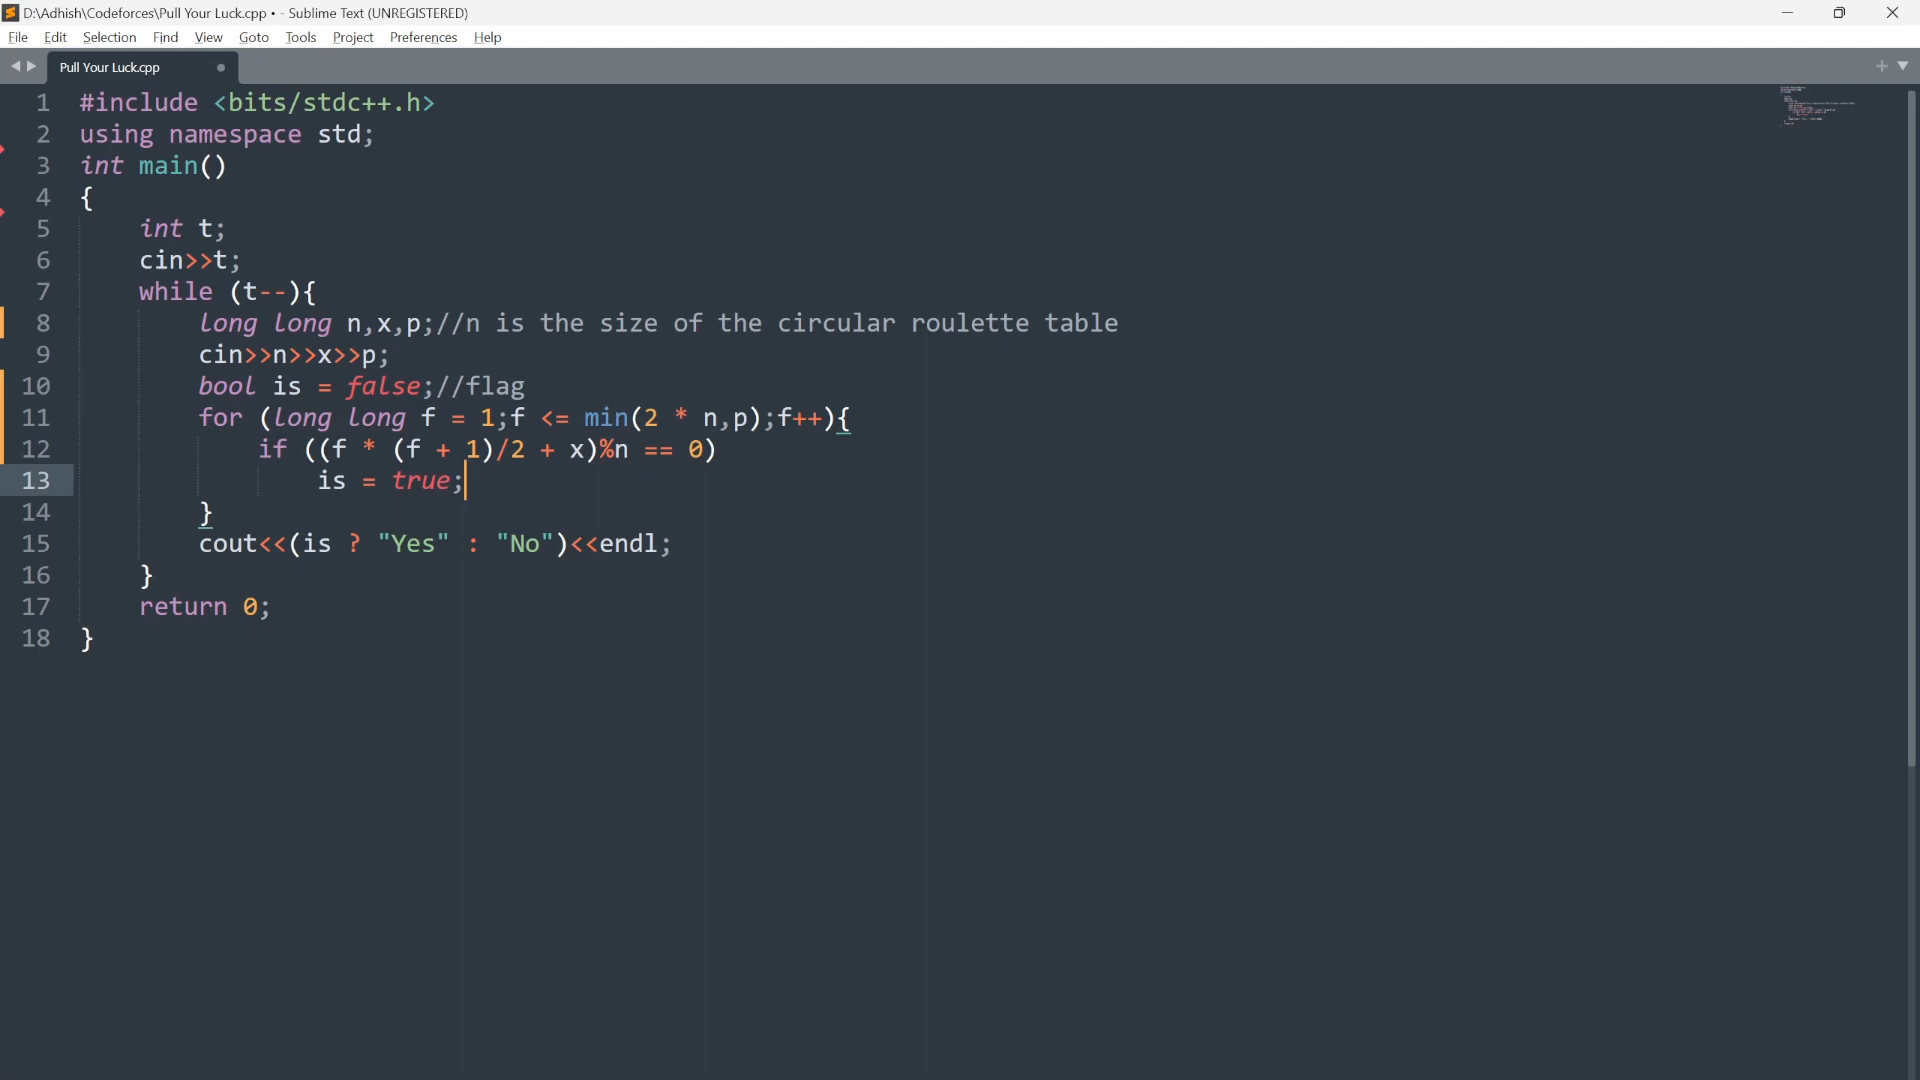 D:\Adhish\Codeforces\Pull Your Luck.cpp • - Sublime Text (UNREGISTERED)
File Edit Selection Find View Goto Tools Project Preferences Help
Pull Your Luck.cpp
1 #include <bits/stdc++.h>
2 using namespace std;
3 int main()
4 {
5 int t;
6 cin>>t;
7 while (t--){
8 long long n,x,p;//n is the size of the circular roulette table
9 cin>>n>>x>>p;
10 bool is = false;//flag
11 for (long long f = 1;f <= min(2 * n,p);f++){
12 if ((f * (f + 1)/2 + x)%n == 0)
13 is = true;
14 }
15 cout<<(is ? "Yes" : "No")<<endl;
16 }
17 return 0;
18 }